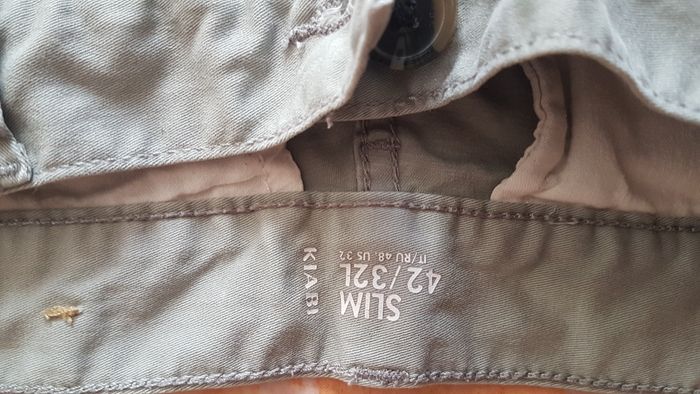 SLIM
42/32L
IT/RU 48. US 32
KIABI